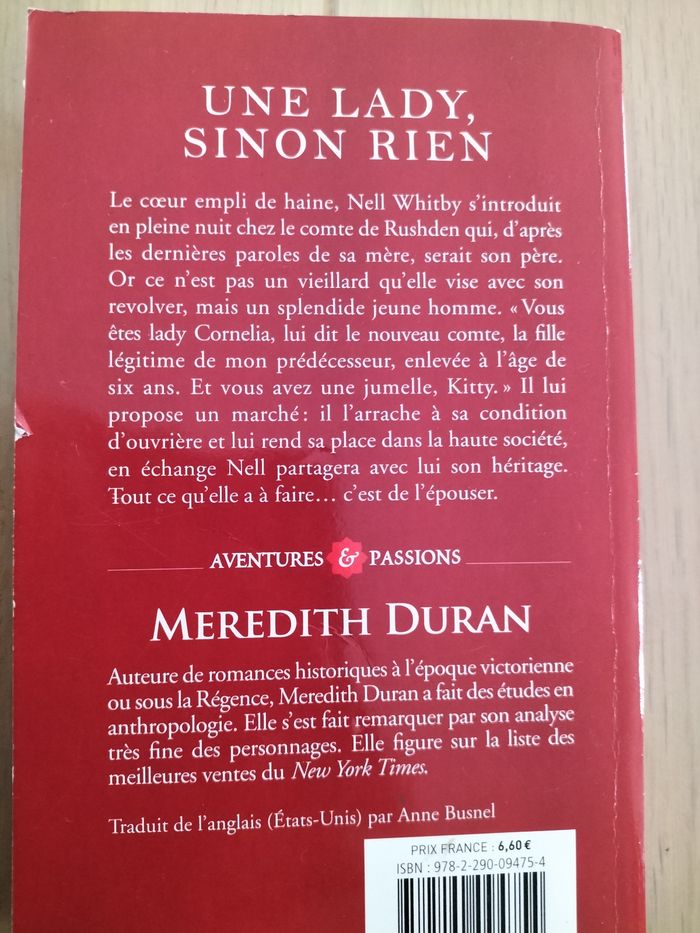 UNE LADY,
SINON RIEN
Le cœur empli de haine, Nell Whitby s'introduit
en pleine nuit chez le comte de Rushden qui, d'après
les dernières paroles de sa mère, serait son père.
Or ce n'est pas un vieillard qu'elle vise avec son
revolver, mais un splendide jeune homme. « Vous
êtes lady Cornelia, lui dit le nouveau comte, la fille
légitime de mon prédécesseur, enlevée à l'âge de
six ans. Et vous avez une jumelle, Kitty. » Il lui
propose un marché : il l'arrache à sa condition
d'ouvrière et lui rend sa place dans la haute société,
en échange Nell partagera avec lui son héritage.
Tout ce qu'elle a à faire… c'est de l'épouser.
AVENTURES & PASSIONS
MEREDITH DURAN
Auteure de romances historiques à l'époque victorienne
ou sous la Régence, Meredith Duran a fait des études en
anthropologie. Elle s'est fait remarquer par son analyse
très fine des personnages. Elle figure sur la liste des
meilleures ventes du New York Times.
Traduit de l'anglais (États-Unis) par Anne Busnel
PRIX FRANCE : 6,60 €
ISBN : 978-2-290-09475-4